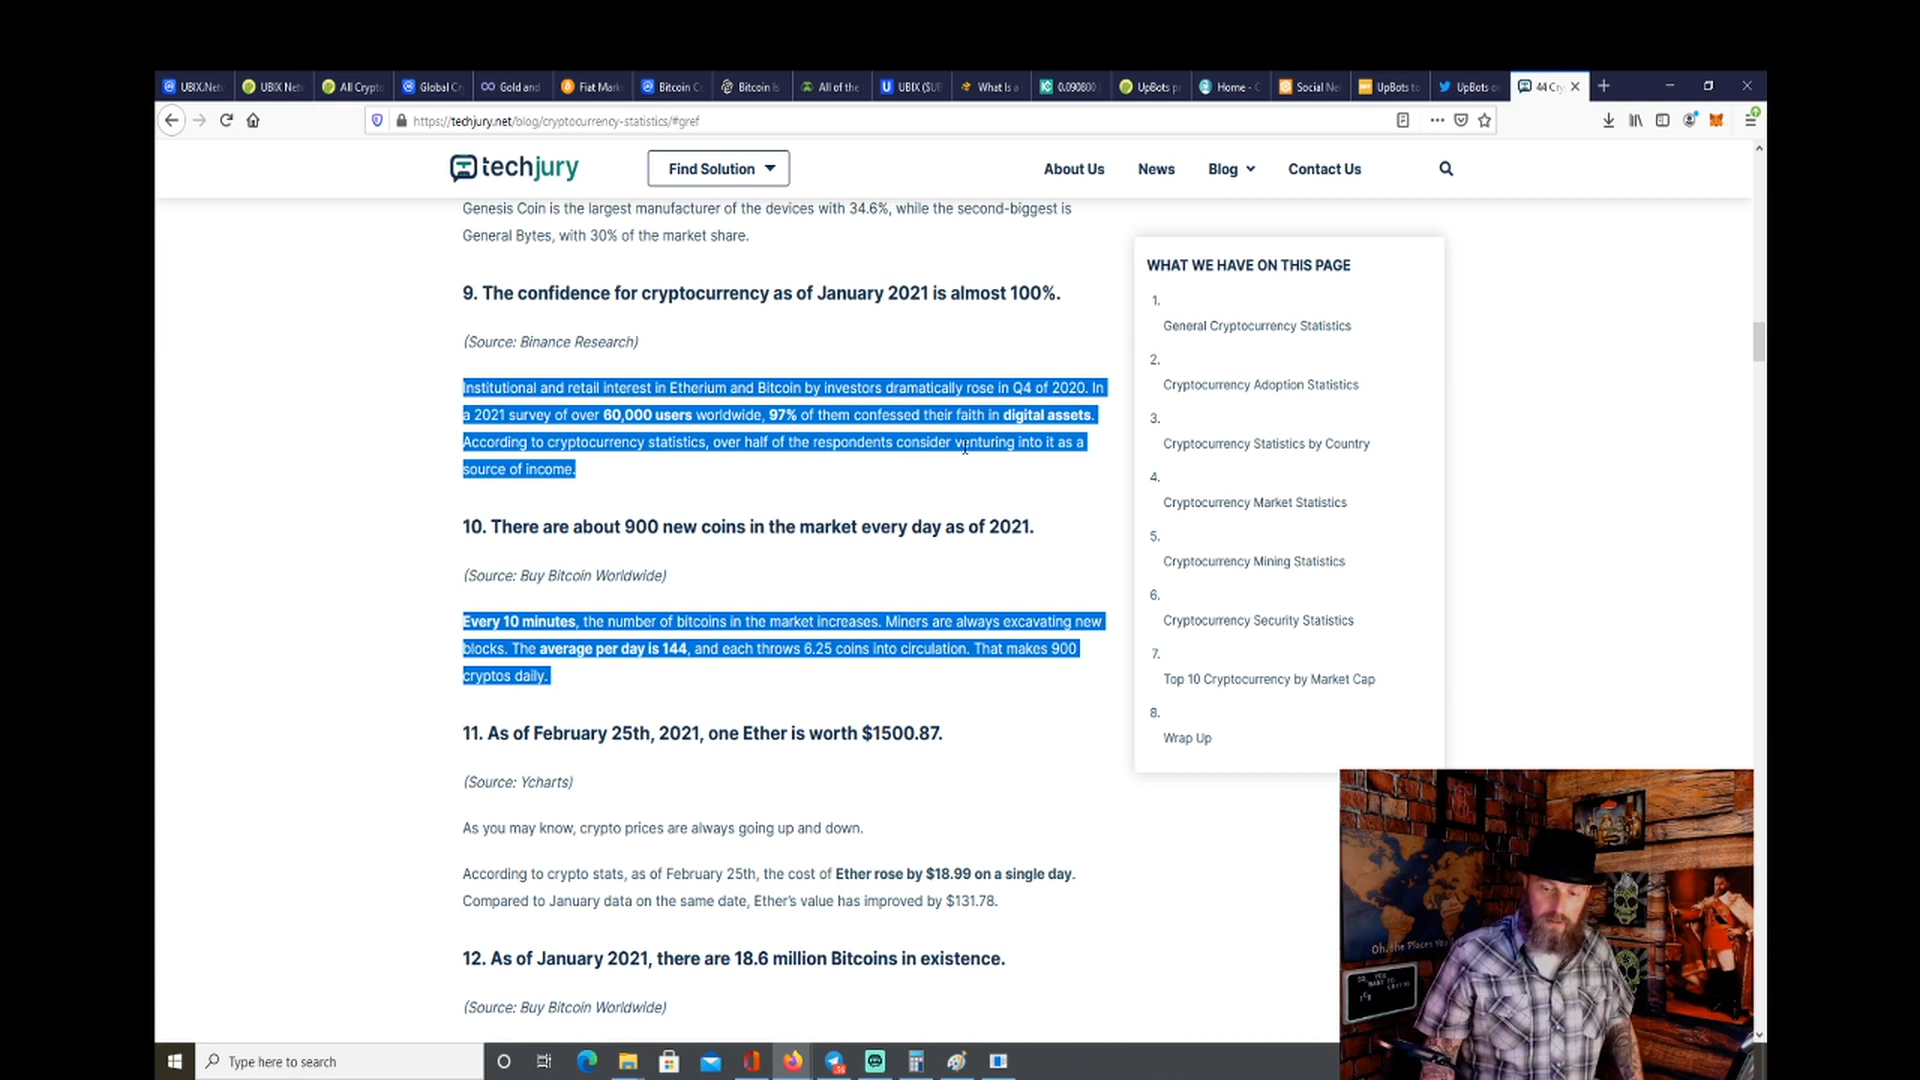 UBIX.Net
UBIX Net
All Crypto
Global Cr
Gold and
Fiat Mark
Bitcoin C
Bitcoin Is
All of the
UBIX ($UB
What Is a
0.090800
UpBots pr
Home - C
Social Ne
UpBots to
UpBots o
44 Cry
https://techjury.net/blog/cryptocurrency-statistics/#gref
techjury
Find Solution
About Us
News
Blog
Contact Us
Genesis Coin is the largest manufacturer of the devices with 34.6%, while the second-biggest is
General Bytes, with 30% of the market share.
9. The confidence for cryptocurrency as of January 2021 is almost 100%.
(Source: Binance Research)
Institutional and retail interest in Etherium and Bitcoin by investors dramatically rose in Q4 of 2020. In
a 2021 survey of over 60,000 users worldwide, 97% of them confessed their faith in digital assets.
According to cryptocurrency statistics, over half of the respondents consider venturing into it as a
source of income.
10. There are about 900 new coins in the market every day as of 2021.
(Source: Buy Bitcoin Worldwide)
Every 10 minutes, the number of bitcoins in the market increases. Miners are always excavating new
blocks. The average per day is 144, and each throws 6.25 coins into circulation. That makes 900
cryptos daily.
11. As of February 25th, 2021, one Ether is worth $1500.87.
(Source: Ycharts)
As you may know, crypto prices are always going up and down.
According to crypto stats, as of February 25th, the cost of Ether rose by $18.99 on a single day.
Compared to January data on the same date, Ether's value has improved by $131.78.
12. As of January 2021, there are 18.6 million Bitcoins in existence.
(Source: Buy Bitcoin Worldwide)
WHAT WE HAVE ON THIS PAGE
1.
General Cryptocurrency Statistics
2.
Cryptocurrency Adoption Statistics
3.
Cryptocurrency Statistics by Country
4.
Cryptocurrency Market Statistics
5.
Cryptocurrency Mining Statistics
6.
Cryptocurrency Security Statistics
7.
Top 10 Cryptocurrency by Market Cap
8.
Wrap Up
Oh, the Places You
SO, YOU
WANT TO
CRYPTO
Type here to search